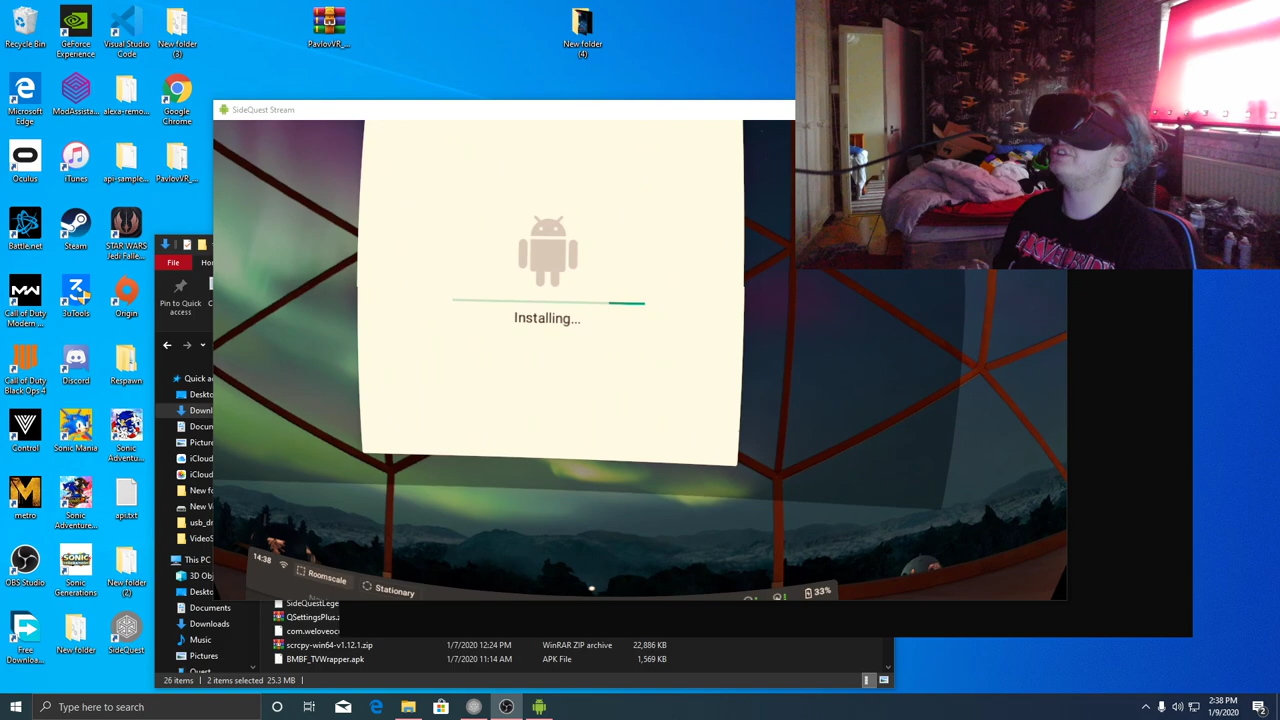 Recycle Bin
GeForce
Experience
Visual Studio
Code
New folder
(3)
PavlovVR_...
New folder
(4)
Microsoft
Edge
ModAssista...
alexa-remo...
Google
Chrome
Oculus
iTunes
api-sample...
PavlovVR_...
Battle.net
Steam
STAR WARS
Jedi Falle...
Call of Duty
Modern ...
3uTools
Origin
Call of Duty
Black Ops 4
Discord
Respawn
Control
Sonic Mania
Sonic
Adventu...
metro
Sonic
Adventure...
api.txt
OBS Studio
Sonic
Generations
New folder
(2)
Free
Downloa...
New folder
SideQuest
SideQuest Stream
Installing...
14:38
Roomscale
Stationary
33%
File
Ho
Pin to Quick
access
Quick ac
Deskto
Downl
Docun
Picture
iCloud
iCloud
New fo
New V
usb_dr
VideoS
This PC
3D Obj
Deskto
Documents
Downloads
Music
Pictures
Quest
SideQuestLege
QSettingsPlus.z
com.weloveoc
scrcpy-win64-v1.12.1.zip
1/7/2020 12:24 PM
WinRAR ZIP archive
22,886 KB
BMBF_TVWrapper.apk
1/7/2020 11:14 AM
APK File
1,569 KB
26 items
2 items selected 25.3 MB
Type here to search
2:38 PM
1/9/2020
2